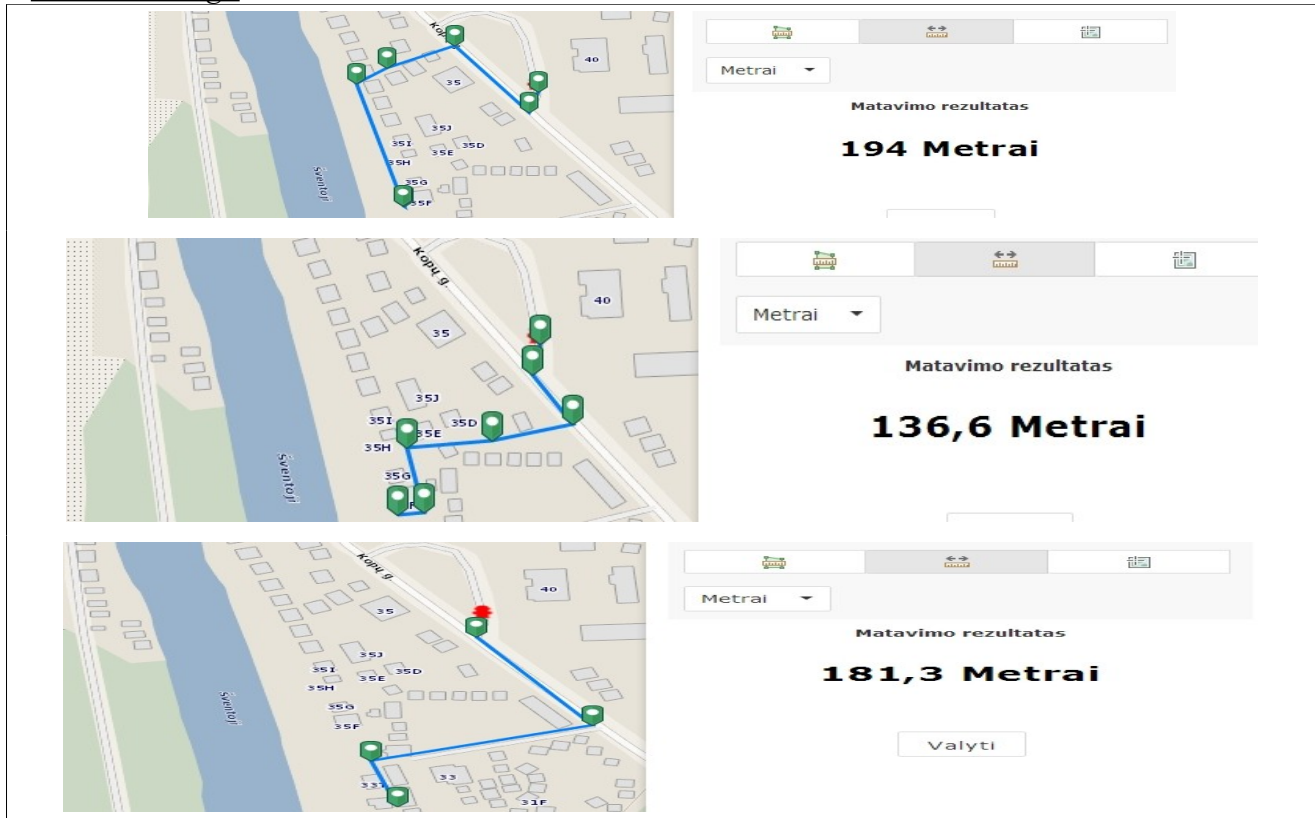 40
35
35J
35I
35D
35E
35H
35G
35F
Šventoji
Metrai
Matavimo rezultatas
194 Metrai
Kopų g.
40
35
35J
35I
35D
35E
35H
35G
Šventoji
Metrai
Matavimo rezultatas
136,6 Metrai
Kopų g.
40
35
35J
35I
35D
35E
35H
35G
35F
33
31F
Šventoji
Metrai
Matavimo rezultatas
181,3 Metrai
Valyti